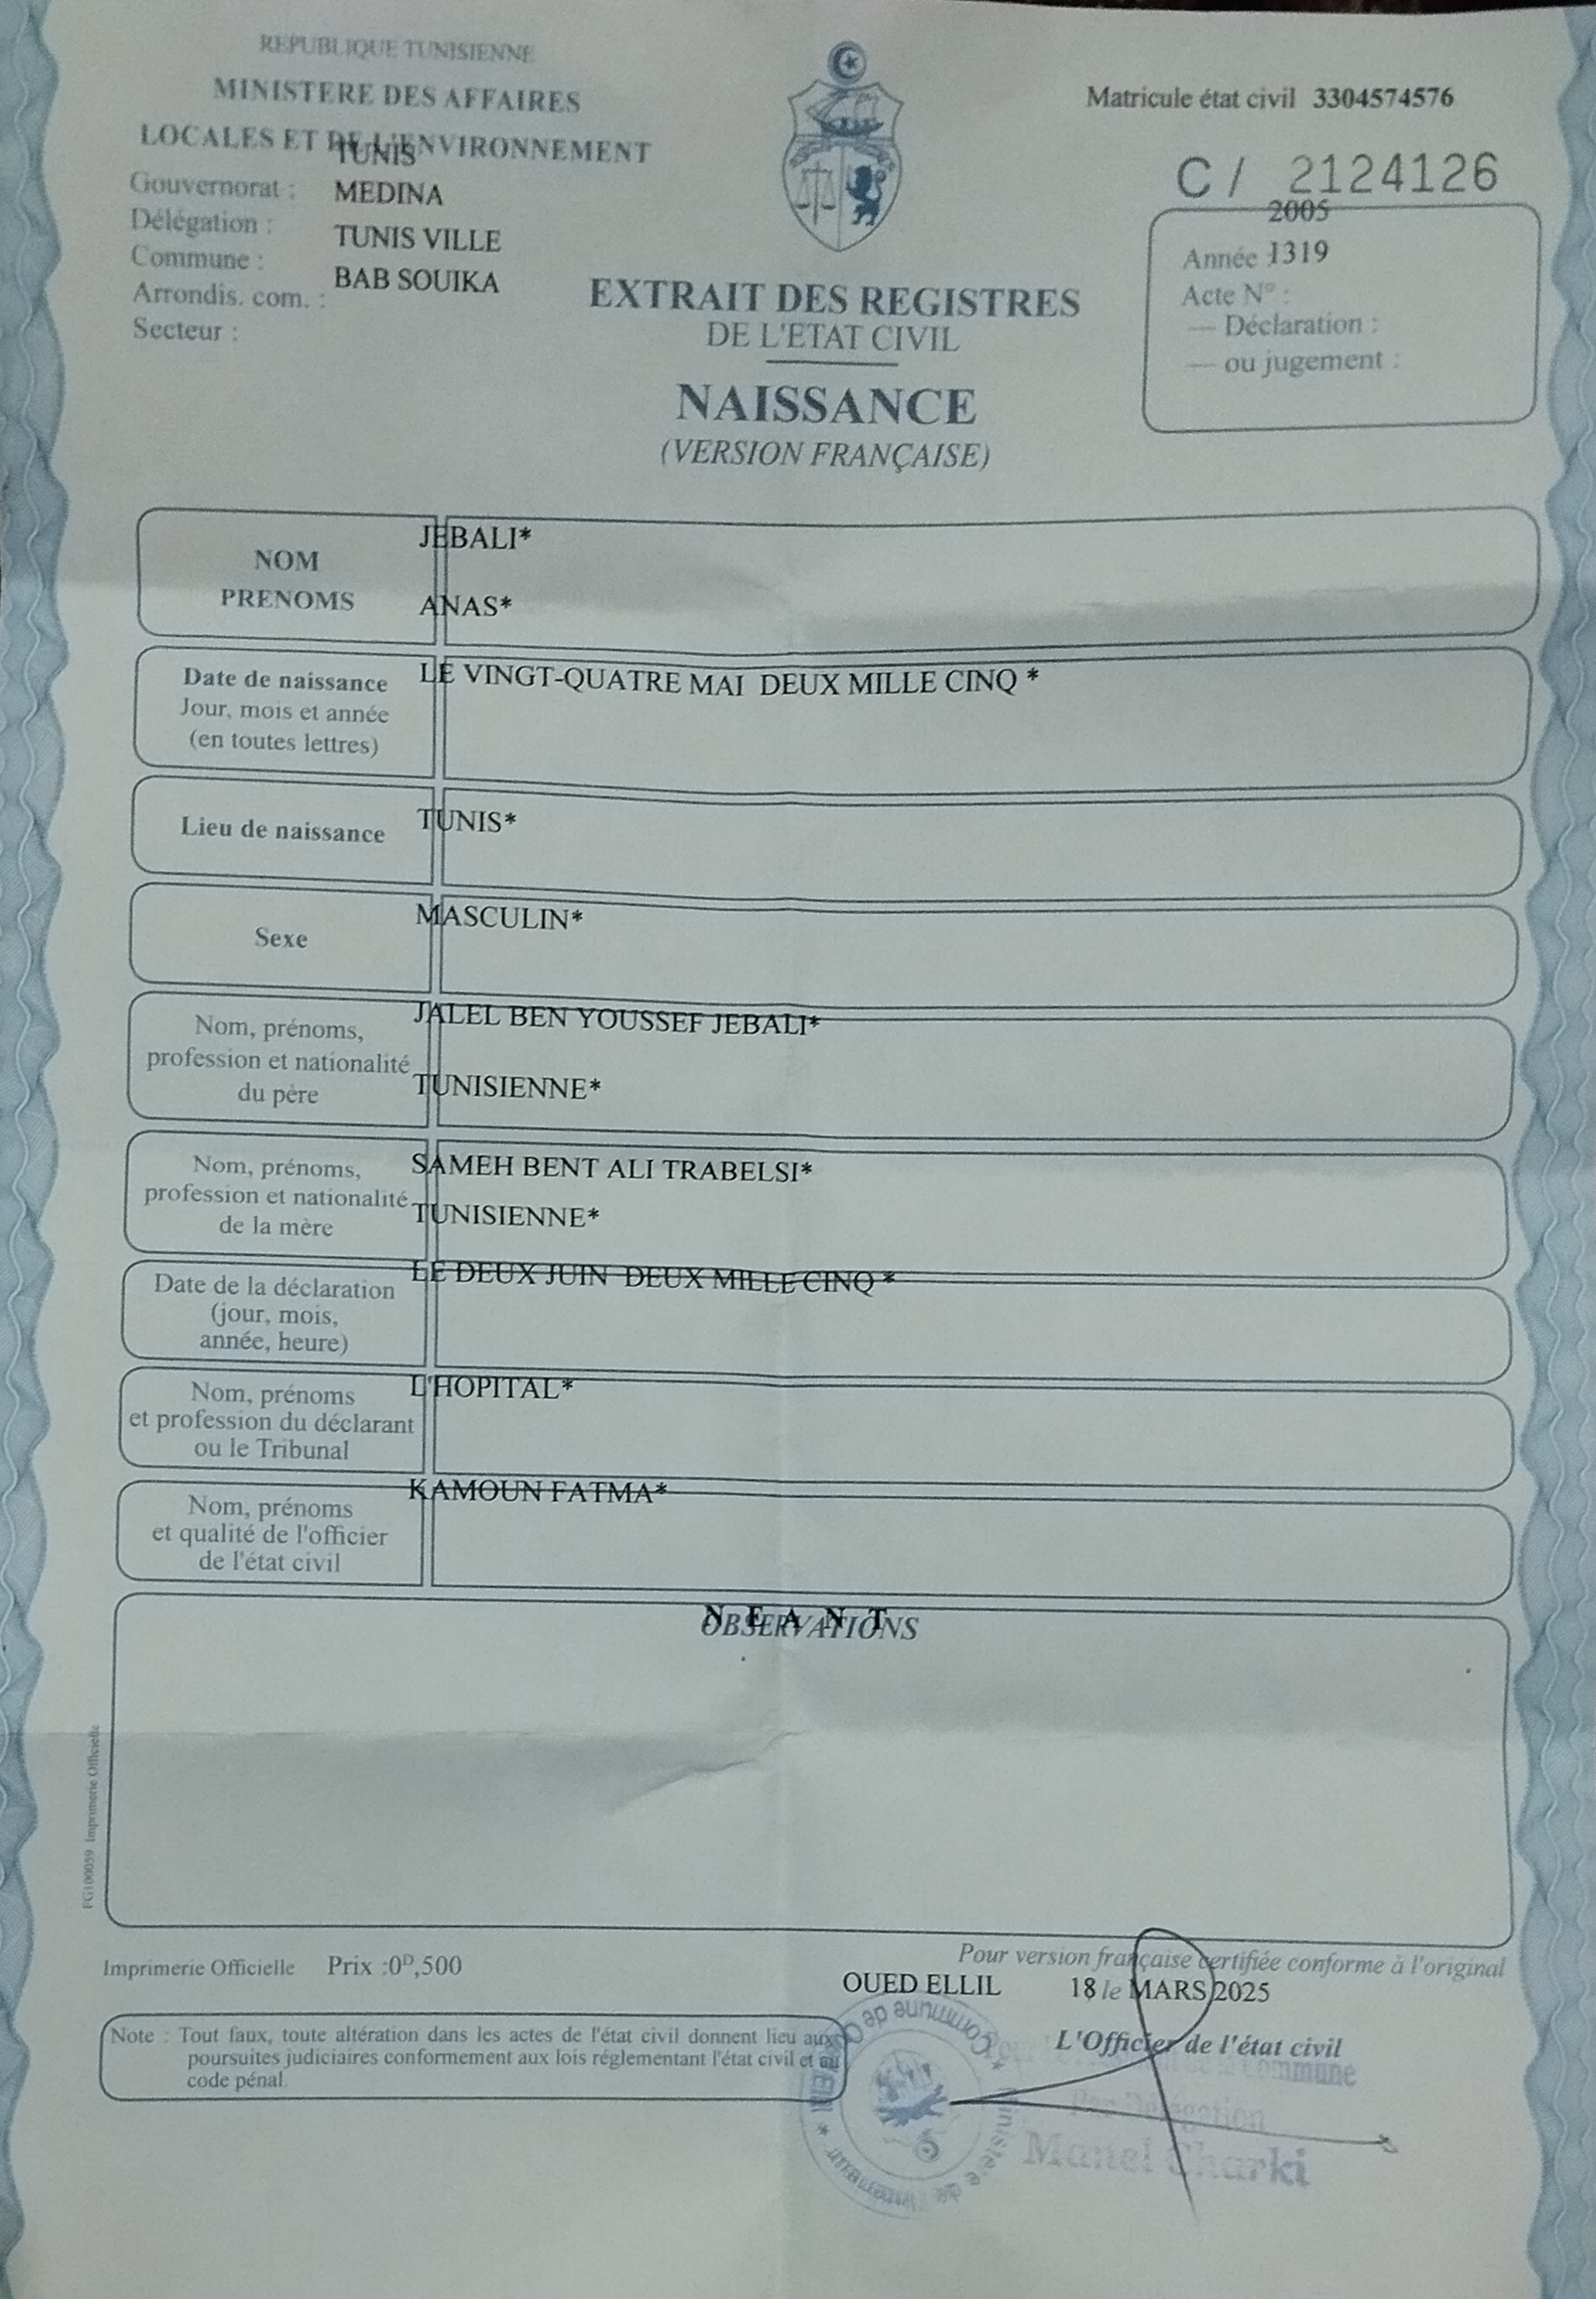 REPUBLIQUE TUNISIENNE
MINISTERE DES AFFAIRES
LOCALES ET DE L'ENVIRONNEMENT
Gouvernorat : TUNIS
Délégation : MEDINA
Commune : TUNIS VILLE
Arrondis. com. : BAB SOUIKA
Secteur :
Matricule état civil 3304574576
C / 2124126
Année : 2005
Acte N° : 1319
— Déclaration :
— ou jugement :
EXTRAIT DES REGISTRES
DE L'ETAT CIVIL
NAISSANCE
(VERSION FRANÇAISE)
NOM JEBALI*
PRENOMS ANAS*
Date de naissance LE VINGT-QUATRE MAI DEUX MILLE CINQ *
Jour, mois et année
(en toutes lettres)
Lieu de naissance TUNIS*
Sexe MASCULIN*
Nom, prénoms, JALEL BEN YOUSSEF JEBALI*
profession et nationalité TUNISIENNE*
du père
Nom, prénoms, SAMEH BENT ALI TRABELSI*
profession et nationalité TUNISIENNE*
de la mère
Date de la déclaration LE DEUX JUIN DEUX MILLE CINQ *
(jour, mois,
année, heure)
Nom, prénoms L'HOPITAL*
et profession du déclarant
ou le Tribunal
Nom, prénoms KAMOUN FATMA*
et qualité de l'officier
de l'état civil
OBSERVATIONS
N E A N T
FG100059 Imprimerie Officielle
Imprimerie Officielle Prix :0ᴰ,500
Pour version française certifiée conforme à l'original
OUED ELLIL 18 le MARS 2025
L'Officier de l'état civil
Note : Tout faux, toute altération dans les actes de l'état civil donnent lieu aux
poursuites judiciaires conformement aux lois réglementant l'état civil et au
code pénal.
Commune
Par Délégation
Manel Charki
Commune de